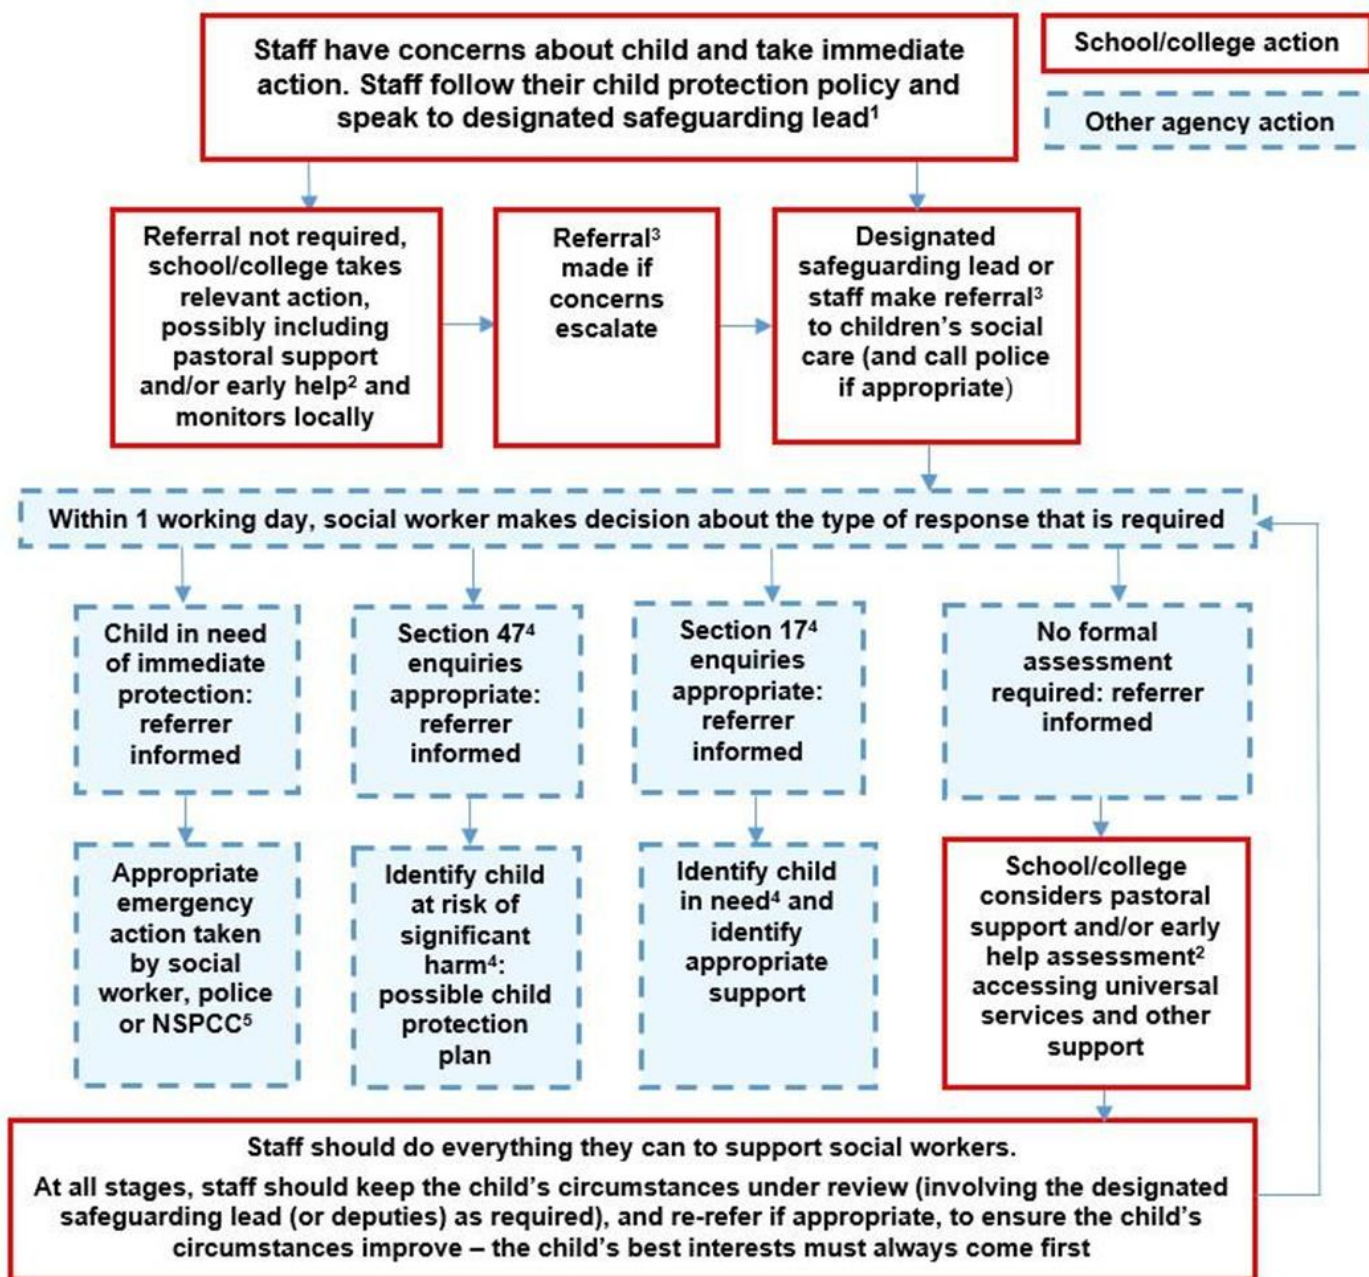 Staff have concerns about child and take immediate
action. Staff follow their child protection policy and
speak to designated safeguarding lead¹
School/college action
Other agency action
Referral not required,
school/college takes
relevant action,
possibly including
pastoral support
and/or early help² and
monitors locally
Referral³
made if
concerns
escalate
Designated
safeguarding lead or
staff make referral³
to children’s social
care (and call police
if appropriate)
Within 1 working day, social worker makes decision about the type of response that is required
Child in need
of immediate
protection:
referrer
informed
Section 47⁴
enquiries
appropriate:
referrer
informed
Section 17⁴
enquiries
appropriate:
referrer
informed
No formal
assessment
required: referrer
informed
Appropriate
emergency
action taken
by social
worker, police
or NSPCC⁵
Identify child
at risk of
significant
harm⁴:
possible child
protection
plan
Identify child
in need⁴ and
identify
appropriate
support
School/college
considers pastoral
support and/or early
help assessment²
accessing universal
services and other
support
Staff should do everything they can to support social workers.
At all stages, staff should keep the child’s circumstances under review (involving the designated
safeguarding lead (or deputies) as required), and re-refer if appropriate, to ensure the child’s
circumstances improve – the child’s best interests must always come first